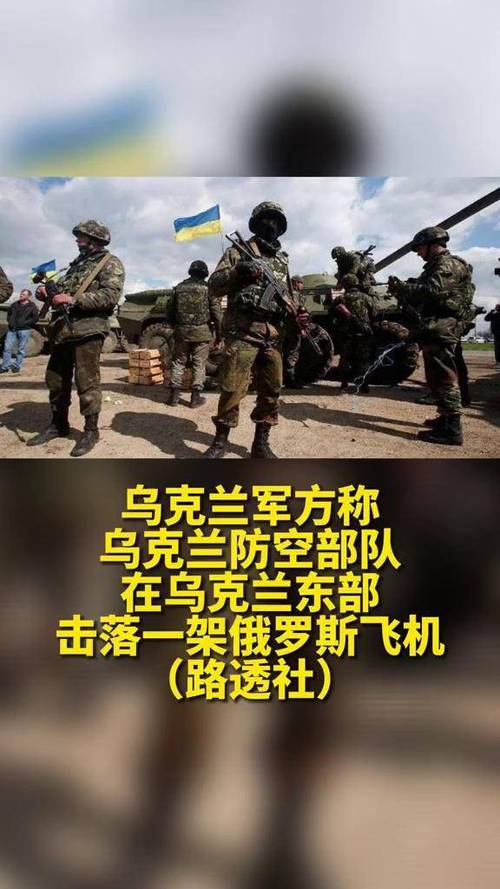 乌克兰军方称
乌克兰防空部队
在乌克兰东部
击落一架俄罗斯飞机
（路透社）